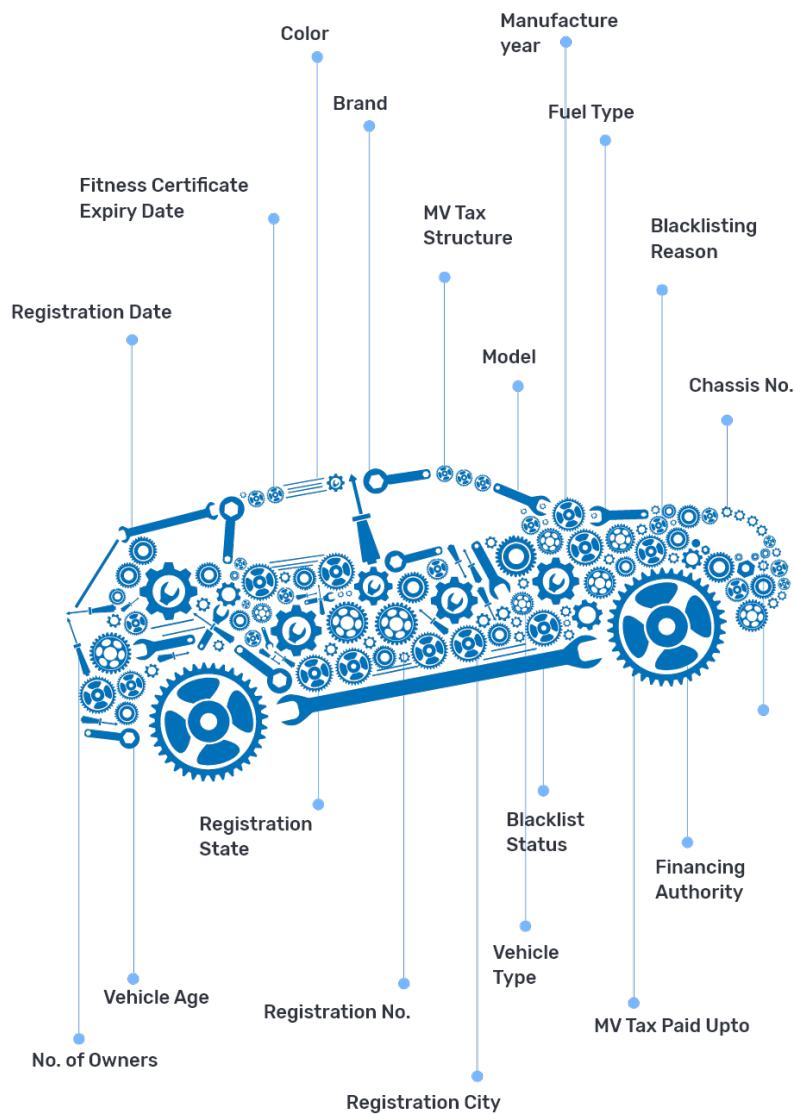 Manufacture
year
Color
Brand
Fuel Type
Fitness Certificate
Expiry Date
MV Tax
Structure
Blacklisting
Reason
Registration Date
Model
Chassis No.
Registration
State
Blacklist
Status
Financing
Authority
Vehicle
Type
Vehicle Age
Registration No.
MV Tax Paid Upto
No. of Owners
Registration City